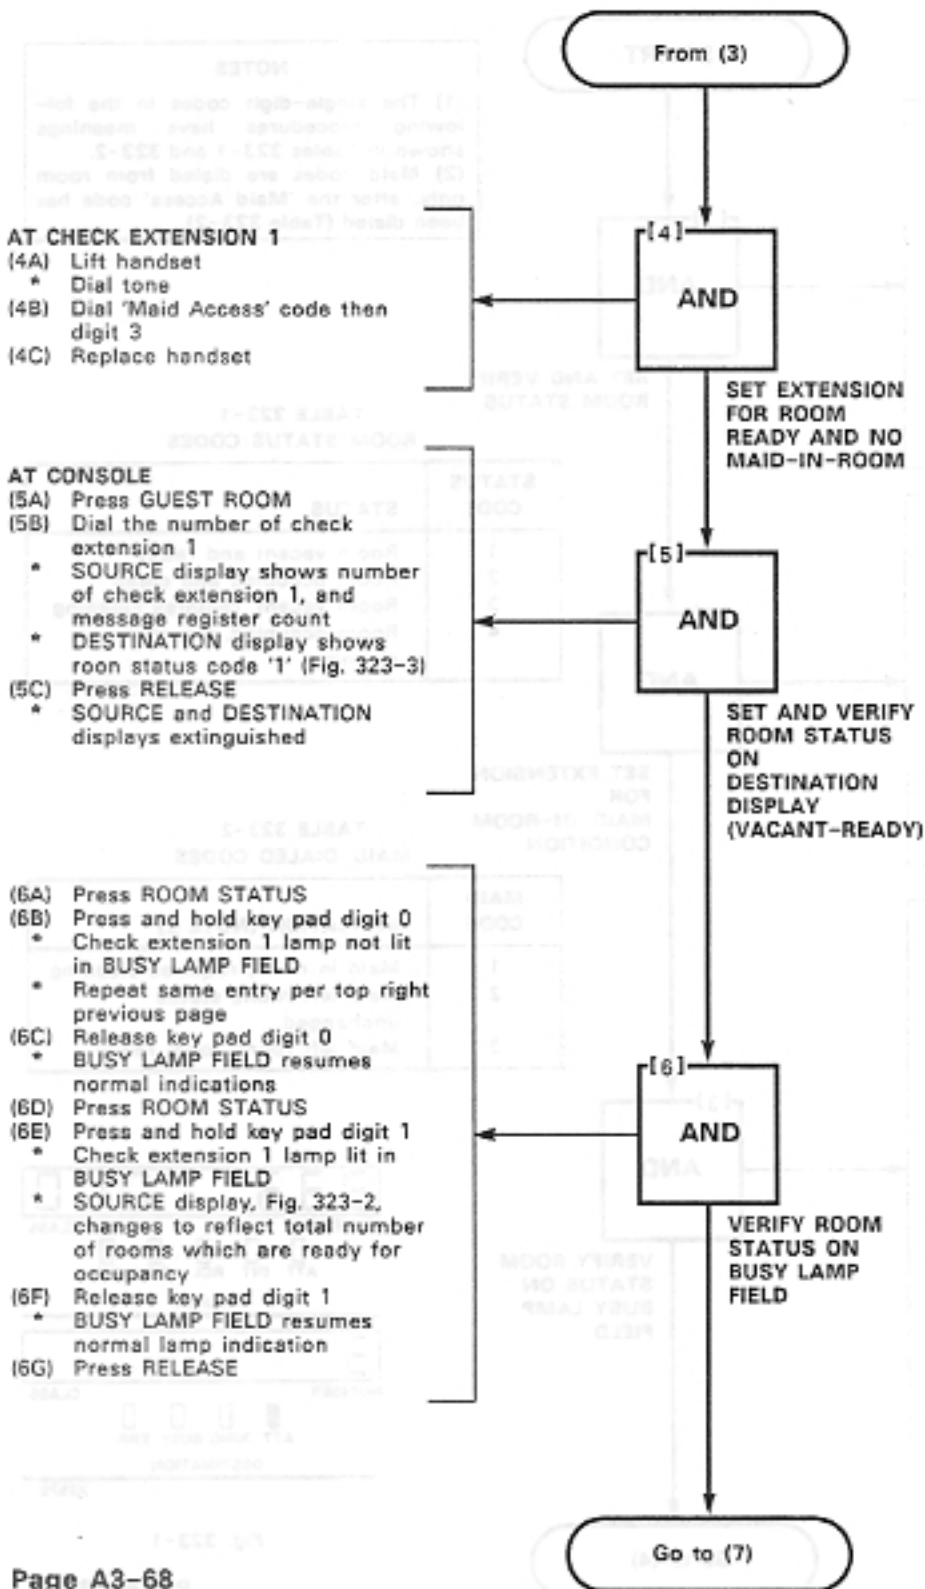 From (3)
AT CHECK EXTENSION 1
(4A) Lift handset
* Dial tone
(4B) Dial 'Maid Access' code then
digit 3
(4C) Replace handset
[4]
AND
SET EXTENSION
FOR ROOM
READY AND NO
MAID-IN-ROOM
AT CONSOLE
(5A) Press GUEST ROOM
(5B) Dial the number of check
extension 1
* SOURCE display shows number
of check extension 1, and
message register count
* DESTINATION display shows
roon status code '1' (Fig. 323-3)
(5C) Press RELEASE
* SOURCE and DESTINATION
displays extinguished
[5]
AND
SET AND VERIFY
ROOM STATUS
ON
DESTINATION
DISPLAY
(VACANT-READY)
(6A) Press ROOM STATUS
(6B) Press and hold key pad digit 0
* Check extension 1 lamp not lit
in BUSY LAMP FIELD
* Repeat same entry per top right
previous page
(6C) Release key pad digit 0
* BUSY LAMP FIELD resumes
normal indications
(6D) Press ROOM STATUS
(6E) Press and hold key pad digit 1
* Check extension 1 lamp lit in
BUSY LAMP FIELD
* SOURCE display, Fig. 323-2,
changes to reflect total number
of rooms which are ready for
occupancy
(6F) Release key pad digit 1
* BUSY LAMP FIELD resumes
normal lamp indication
(6G) Press RELEASE
[6]
AND
VERIFY ROOM
STATUS ON
BUSY LAMP
FIELD
Go to (7)
Page A3-68